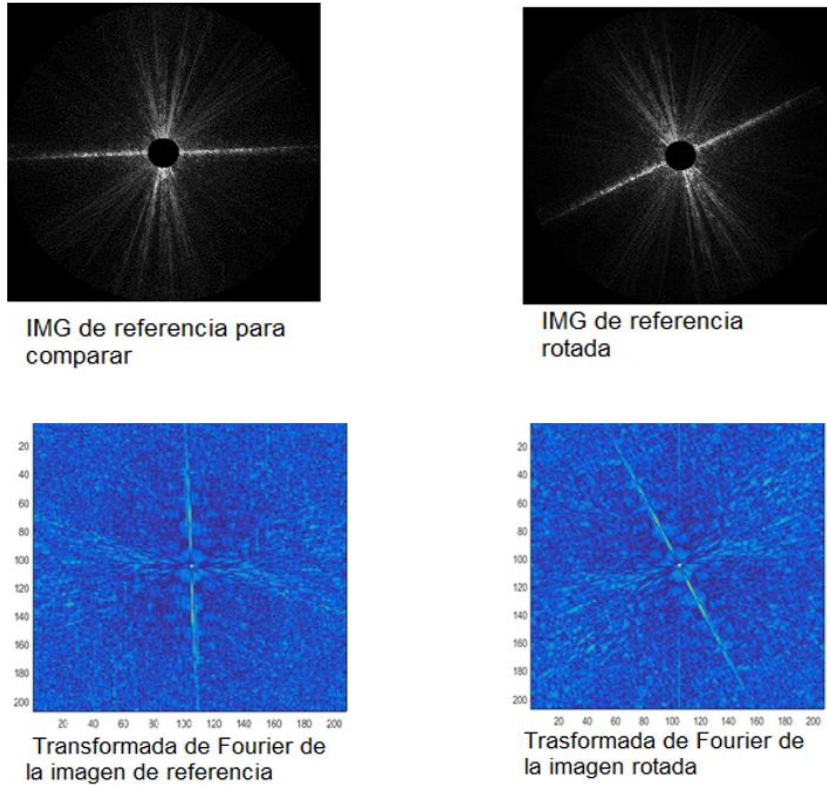 IMG de referencia para
comparar
IMG de referencia
rotada
20
40
60
80
100
120
140
160
180
200
20 40 60 80 100 120 140 160 180 200
Transformada de Fourier de
la imagen de referencia
20
40
60
80
100
120
140
160
180
200
20 40 60 80 100 120 140 160 180 200
Trasformada de Fourier de
la imagen rotada